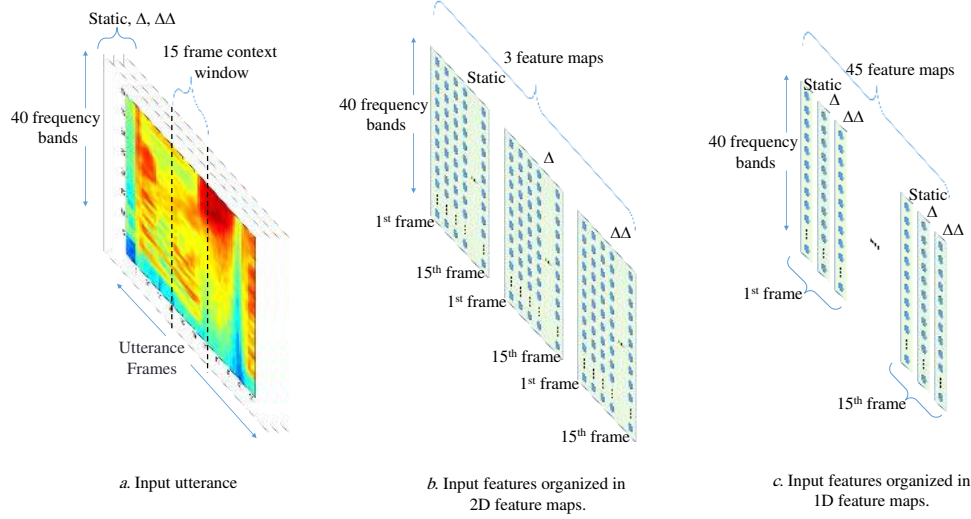 Static, Δ, ΔΔ
15 frame context
window
40 frequency
bands
Utterance
Frames
a. Input utterance
3 feature maps
Static
40 frequency
bands
Δ
ΔΔ
1st frame
15th frame
1st frame
15th frame
1st frame
15th frame
b. Input features organized in
2D feature maps.
45 feature maps
Static
Δ
ΔΔ
40 frequency
bands
Static
Δ
ΔΔ
1st frame
15th frame
c. Input features organized in
1D feature maps.